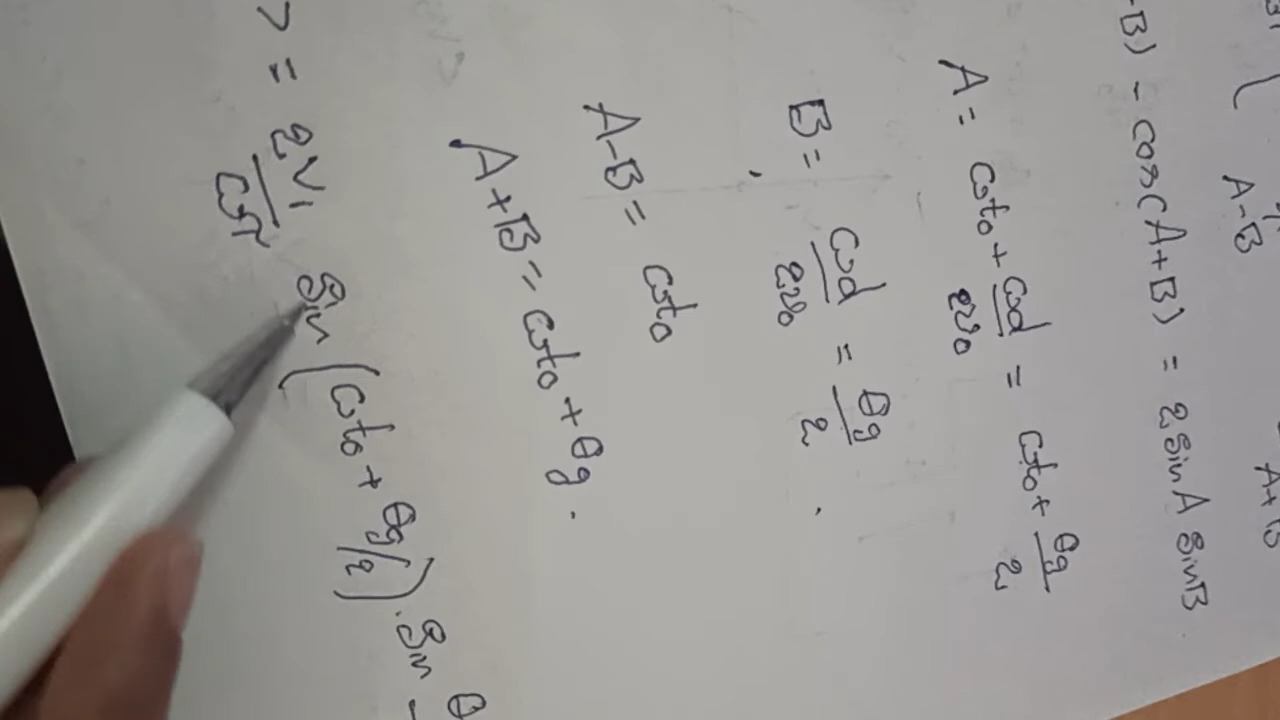 A-B
A+B
-B) - cos(A+B) = 2 sin A sin B
A = ωt₀ + ωd/2v₀ = ωt₀ + θg/2
B = ωd/2v₀ = θg/2 .
A-B = ωt₀
A+B = ωt₀ + θg .
> = 2V₁/ωτ sin (ωt₀ + θg/2) . sin θ